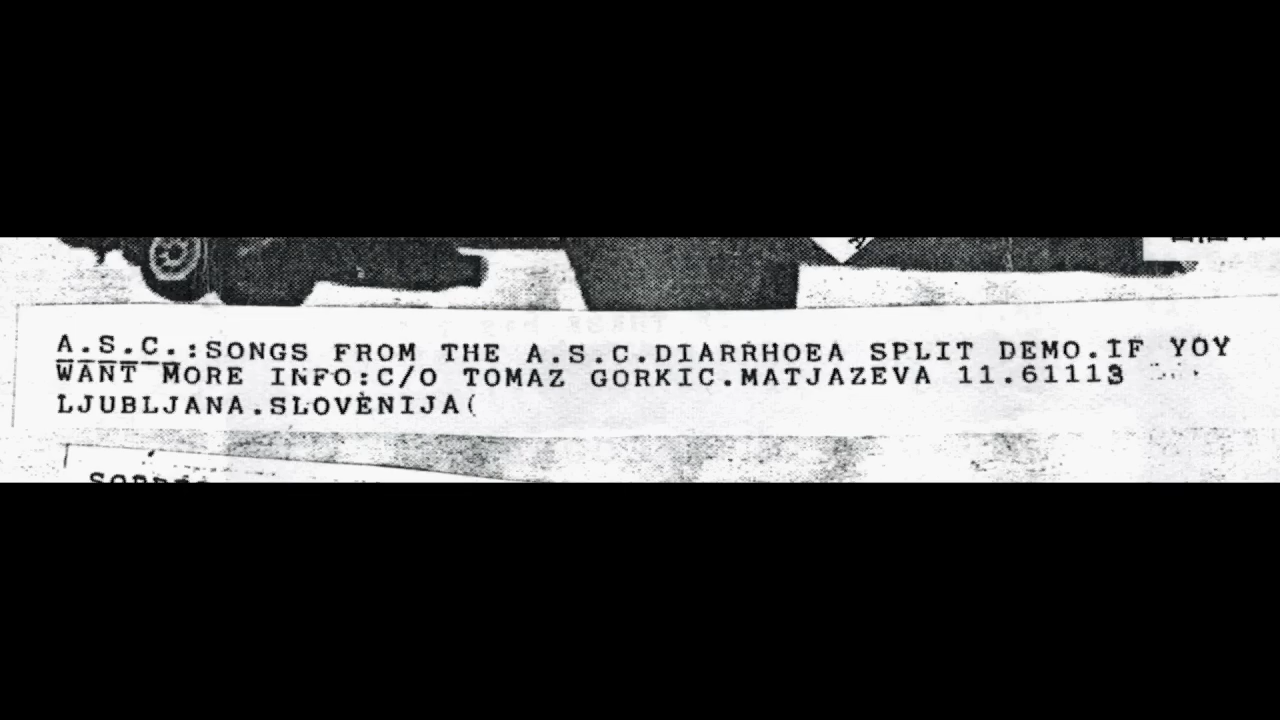 A.S.C.:SONGS FROM THE A.S.C.DIARRHOEA SPLIT DEMO.IF YOY
WANT MORE INFO:C/O TOMAZ GORKIC.MATJAZEVA 11.61113
LJUBLJANA.SLOVENIJA(